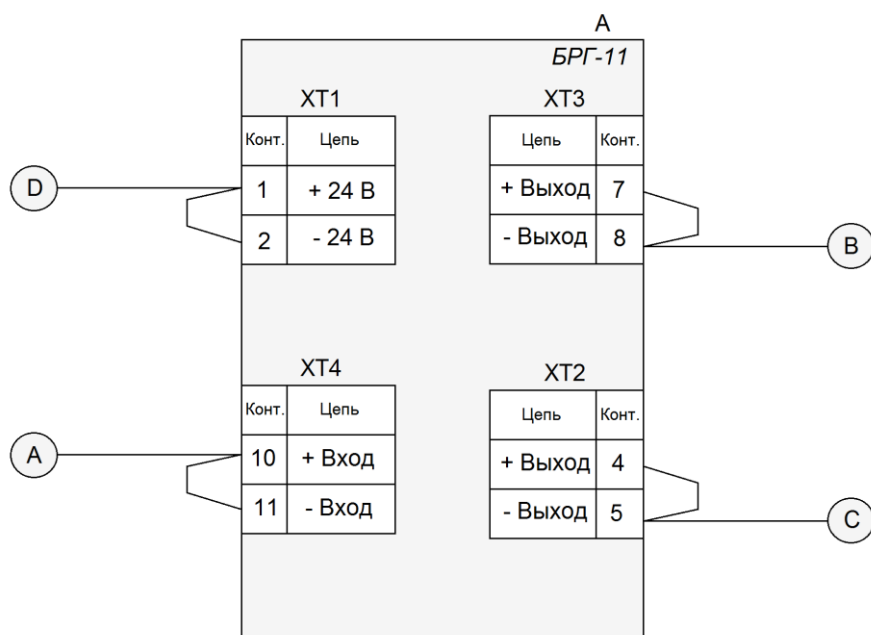 А
БРГ-11
XT1
Конт. Цепь
1 + 24 В
2 - 24 В
XT3
Цепь Конт.
+ Выход 7
- Выход 8
D
B
XT4
Конт. Цепь
10 + Вход
11 - Вход
XT2
Цепь Конт.
+ Выход 4
- Выход 5
A
C